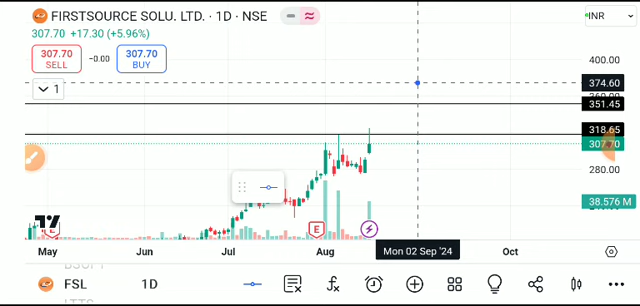 FIRSTSOURCE SOLU. LTD. · 1D · NSE
INR
307.70 +17.30 (+5.96%)
307.70
SELL
-0.00
307.70
BUY
1
400.00
374.60
351.45
318.65
307.70
280.00
38.576 M
E
E
May Jun Jul Aug Mon 02 Sep '24 Oct
FSL 1D